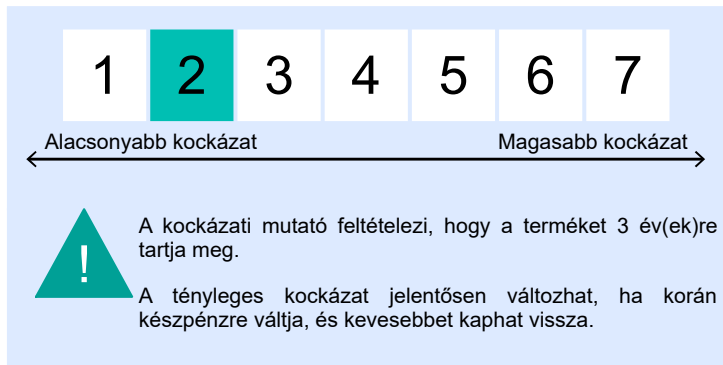 1 2 3 4 5 6 7
Alacsonyabb kockázat Magasabb kockázat
! A kockázati mutató feltételezi, hogy a terméket 3 év(ek)re
tartja meg.
A tényleges kockázat jelentősen változhat, ha korán
készpénzre váltja, és kevesebbet kaphat vissza.